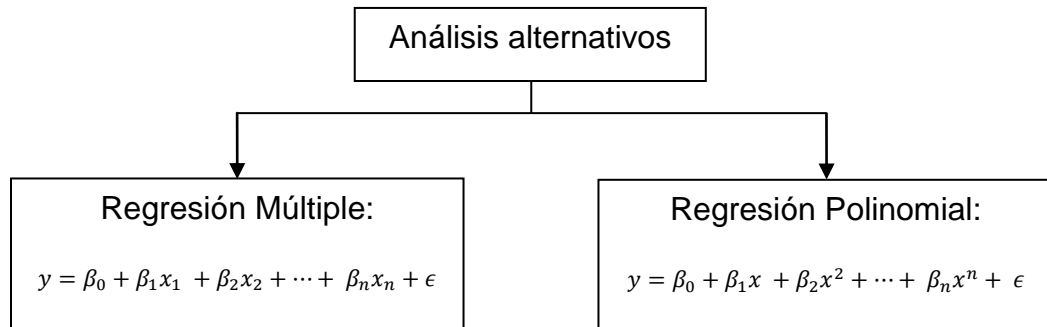 Análisis alternativos
Regresión Múltiple:
𝑦 = 𝛽₀ + 𝛽₁𝑥₁ + 𝛽₂𝑥₂ + ⋯ + 𝛽ₙ𝑥ₙ + 𝜖
Regresión Polinomial:
𝑦 = 𝛽₀ + 𝛽₁𝑥 + 𝛽₂𝑥² + ⋯ + 𝛽ₙ𝑥ⁿ + 𝜖